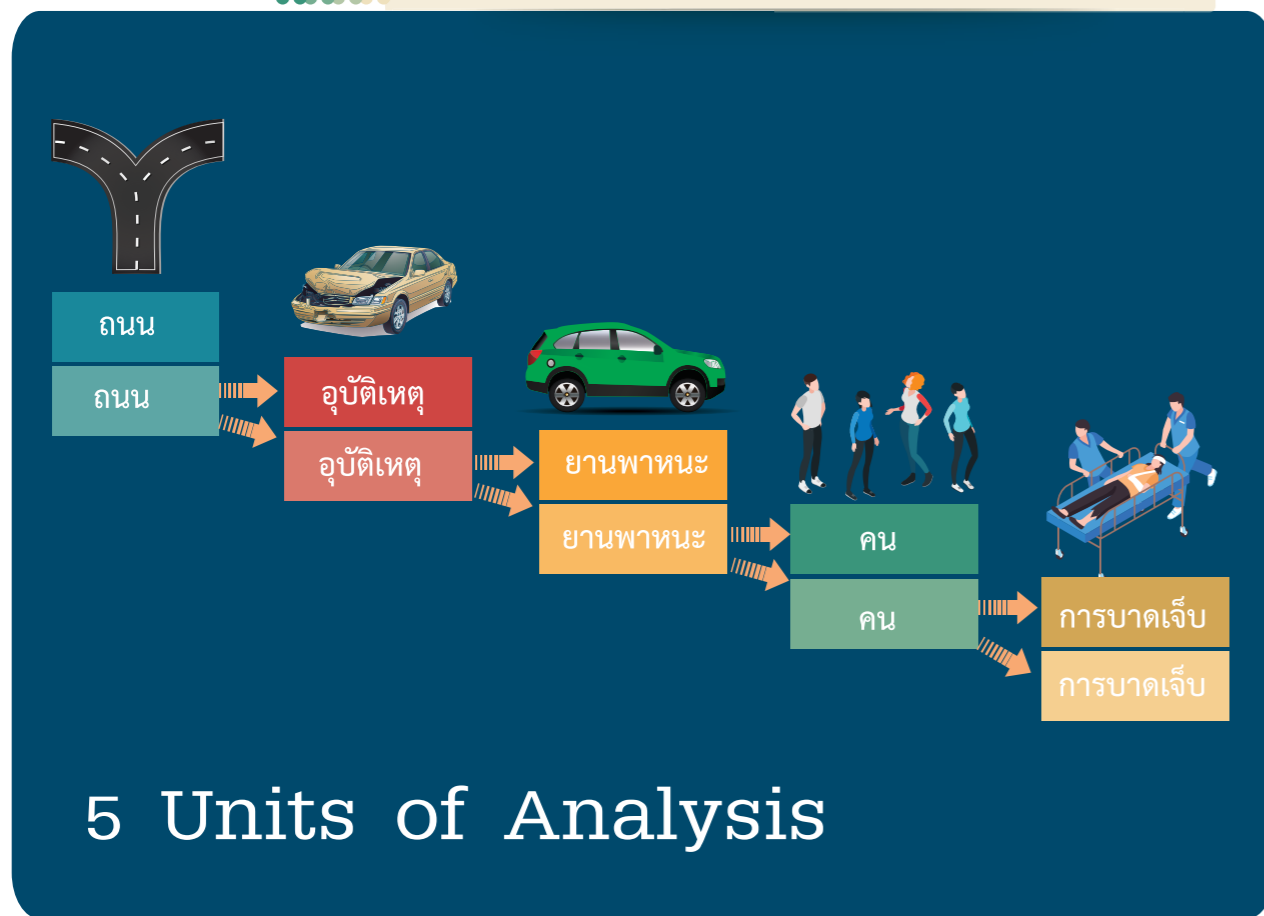 ถนน
ถนน
อุบัติเหตุ
อุบัติเหตุ
ยานพาหนะ
ยานพาหนะ
คน
คน
การบาดเจ็บ
การบาดเจ็บ
5 Units of Analysis